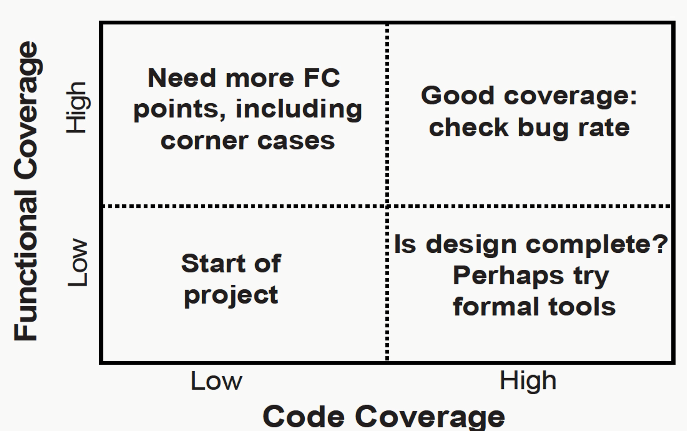 Functional Coverage
High
Low
Need more FC
points, including
corner cases
Good coverage:
check bug rate
Start of
project
Is design complete?
Perhaps try
formal tools
Low
High
Code Coverage